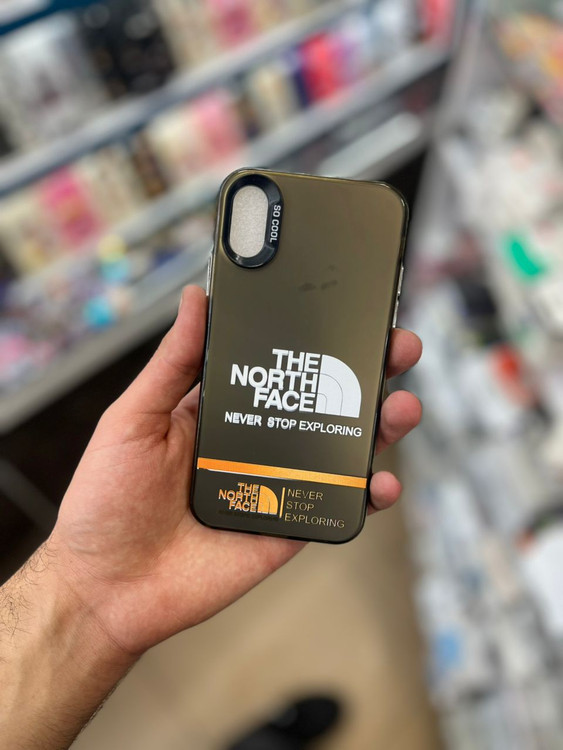 SO COOL
THE
NORTH
FACE
NEVER STOP EXPLORING
THE
NORTH
FACE
NEVER
STOP
EXPLORING